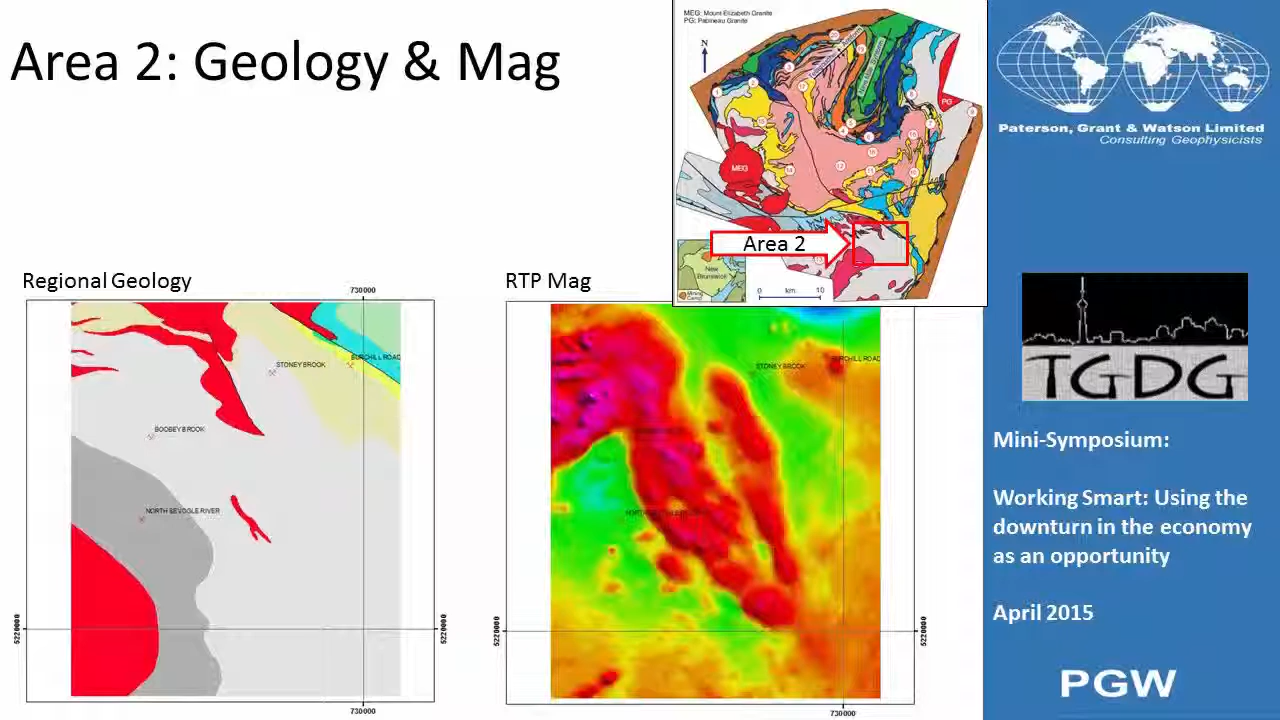 Area 2: Geology & Mag
MEG: Mount Elizabeth Granite
PG: Pabineau Granite
N
PG
MEG
Area 2
New
Brunswick
Mining
Camp
0 km. 10
Paterson, Grant & Watson Limited
Consulting Geophysicists
TGDG
Mini-Symposium:
Working Smart: Using the
downturn in the economy
as an opportunity
April 2015
PGW
Regional Geology
730000
STONEY BROOK
BURCHILL ROAD
BOOBEY BROOK
NORTH SEVOGLE RIVER
5220000
5220000
730000
RTP Mag
STONEY BROOK
BURCHILL ROAD
5220000
5220000
730000